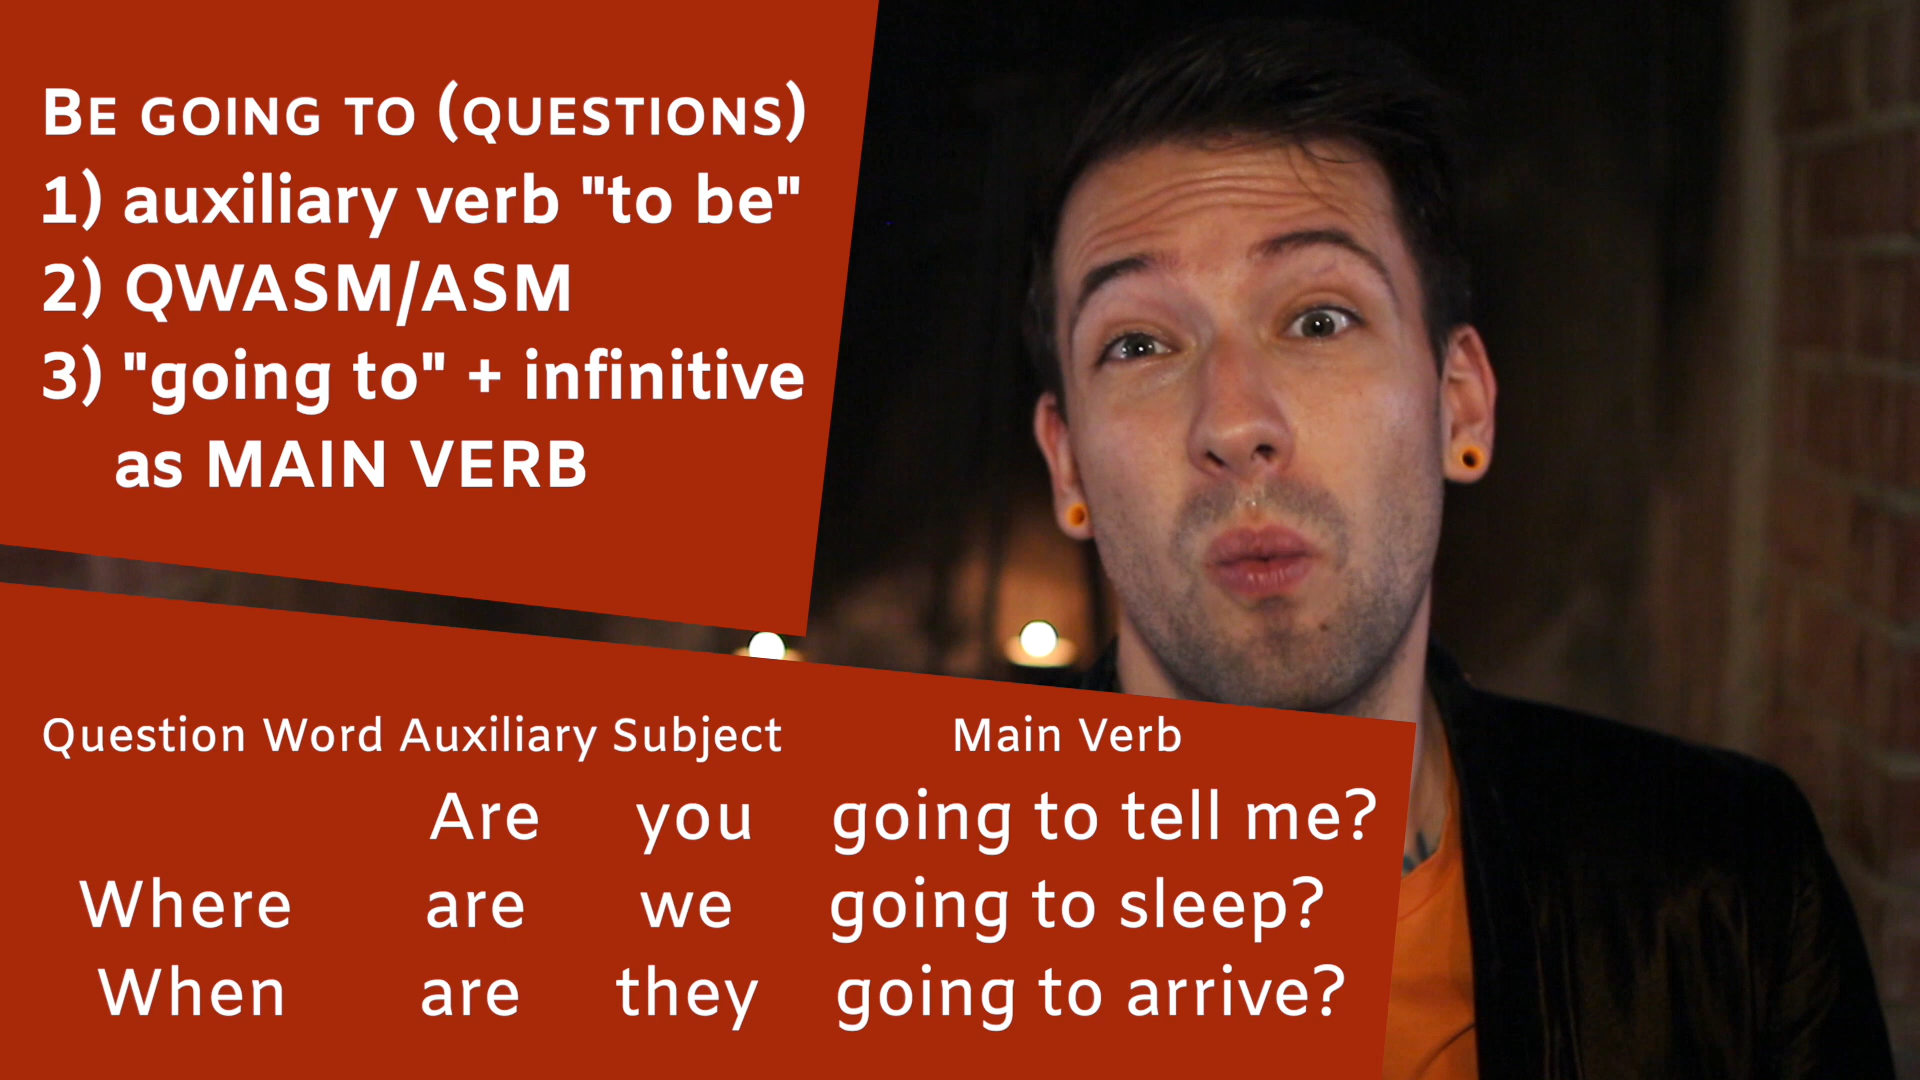 BE GOING TO (QUESTIONS)
1) auxiliary verb "to be"
2) QWASM/ASM
3) "going to" + infinitive
as MAIN VERB
Question Word Auxiliary Subject Main Verb
Are you going to tell me?
Where are we going to sleep?
When are they going to arrive?